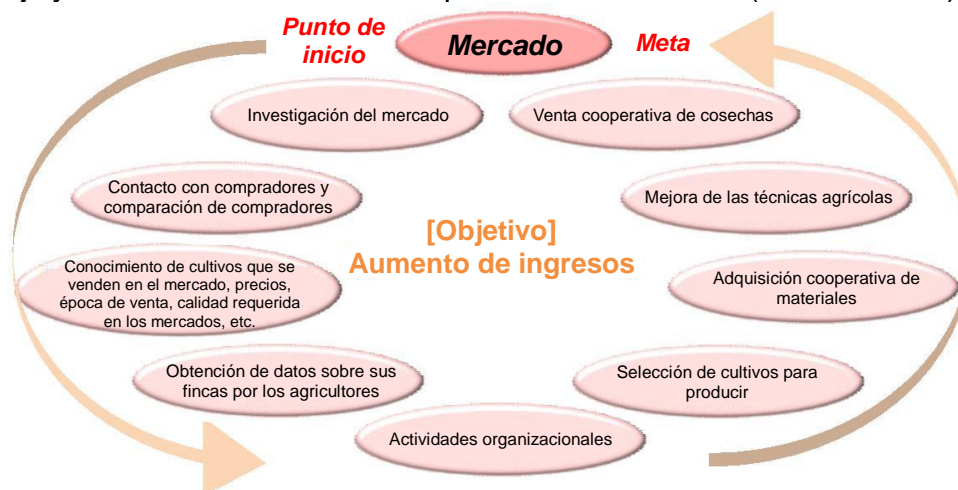 Punto de
inicio
Mercado
Meta
Investigación del mercado
Venta cooperativa de cosechas
Contacto con compradores y
comparación de compradores
Mejora de las técnicas agrícolas
[Objetivo]
Aumento de ingresos
Conocimiento de cultivos que se
venden en el mercado, precios,
época de venta, calidad requerida
en los mercados, etc.
Adquisición cooperativa de
materiales
Obtención de datos sobre sus
fincas por los agricultores
Selección de cultivos para
producir
Actividades organizacionales